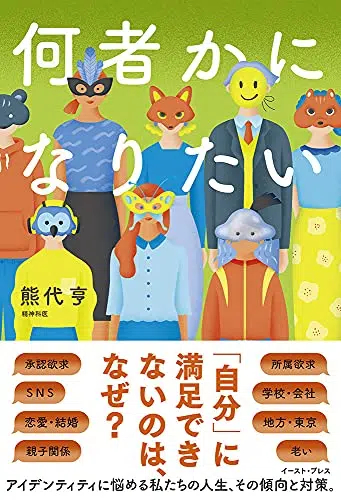 何者かに
なりたい
熊代亨
精神科医
「自分」に
満足でき
ないのは、
なぜ?
承認欲求
SNS
恋愛・結婚
親子関係
所属欲求
学校・会社
地方・東京
老い
イースト・プレス
アイデンティティに悩める私たちの人生、その傾向と対策。